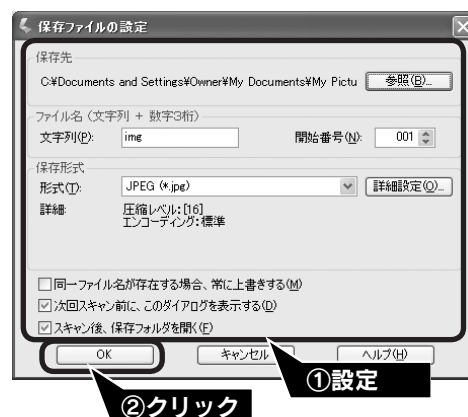 保存ファイルの設定
保存先
C:¥Documents and Settings¥Owner¥My Documents¥My Pictu 参照(B)...
ファイル名(文字列 + 数字3桁)
文字列(P): img 開始番号(N): 001
保存形式
形式(T): JPEG (*.jpg) 詳細設定(O)...
詳細: 圧縮レベル:[16]
エンコーディング:標準
同一ファイル名が存在する場合、常に上書きする(M)
次回スキャン前に、このダイアログを表示する(D)
スキャン後、保存フォルダを開く(F)
OK キャンセル ヘルプ(H)
①設定
②クリック